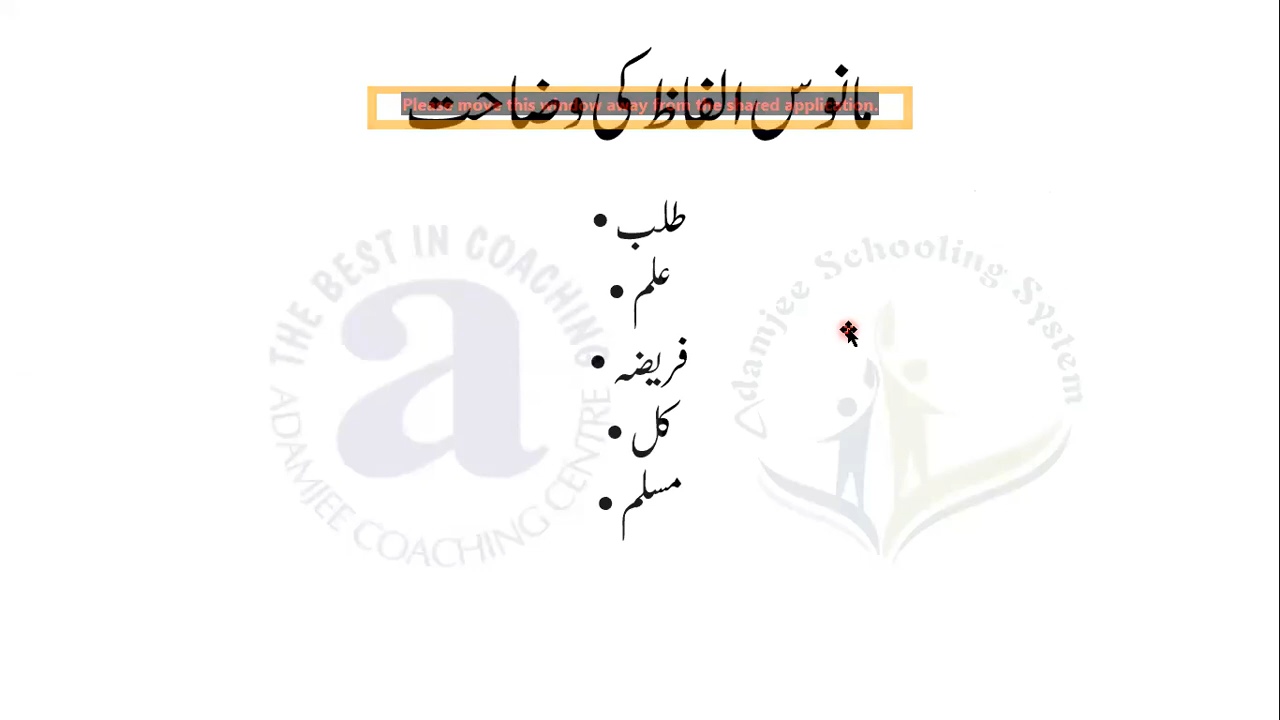 مانوس الفاظ کی وضاحت
Please move this window away from the shared application.
• طلب
• علم
• فریضہ
• کل
• مسلم
THE BEST IN COACHING
a
ADAMJEE COACHING CENTRE
Adamjee Schooling System